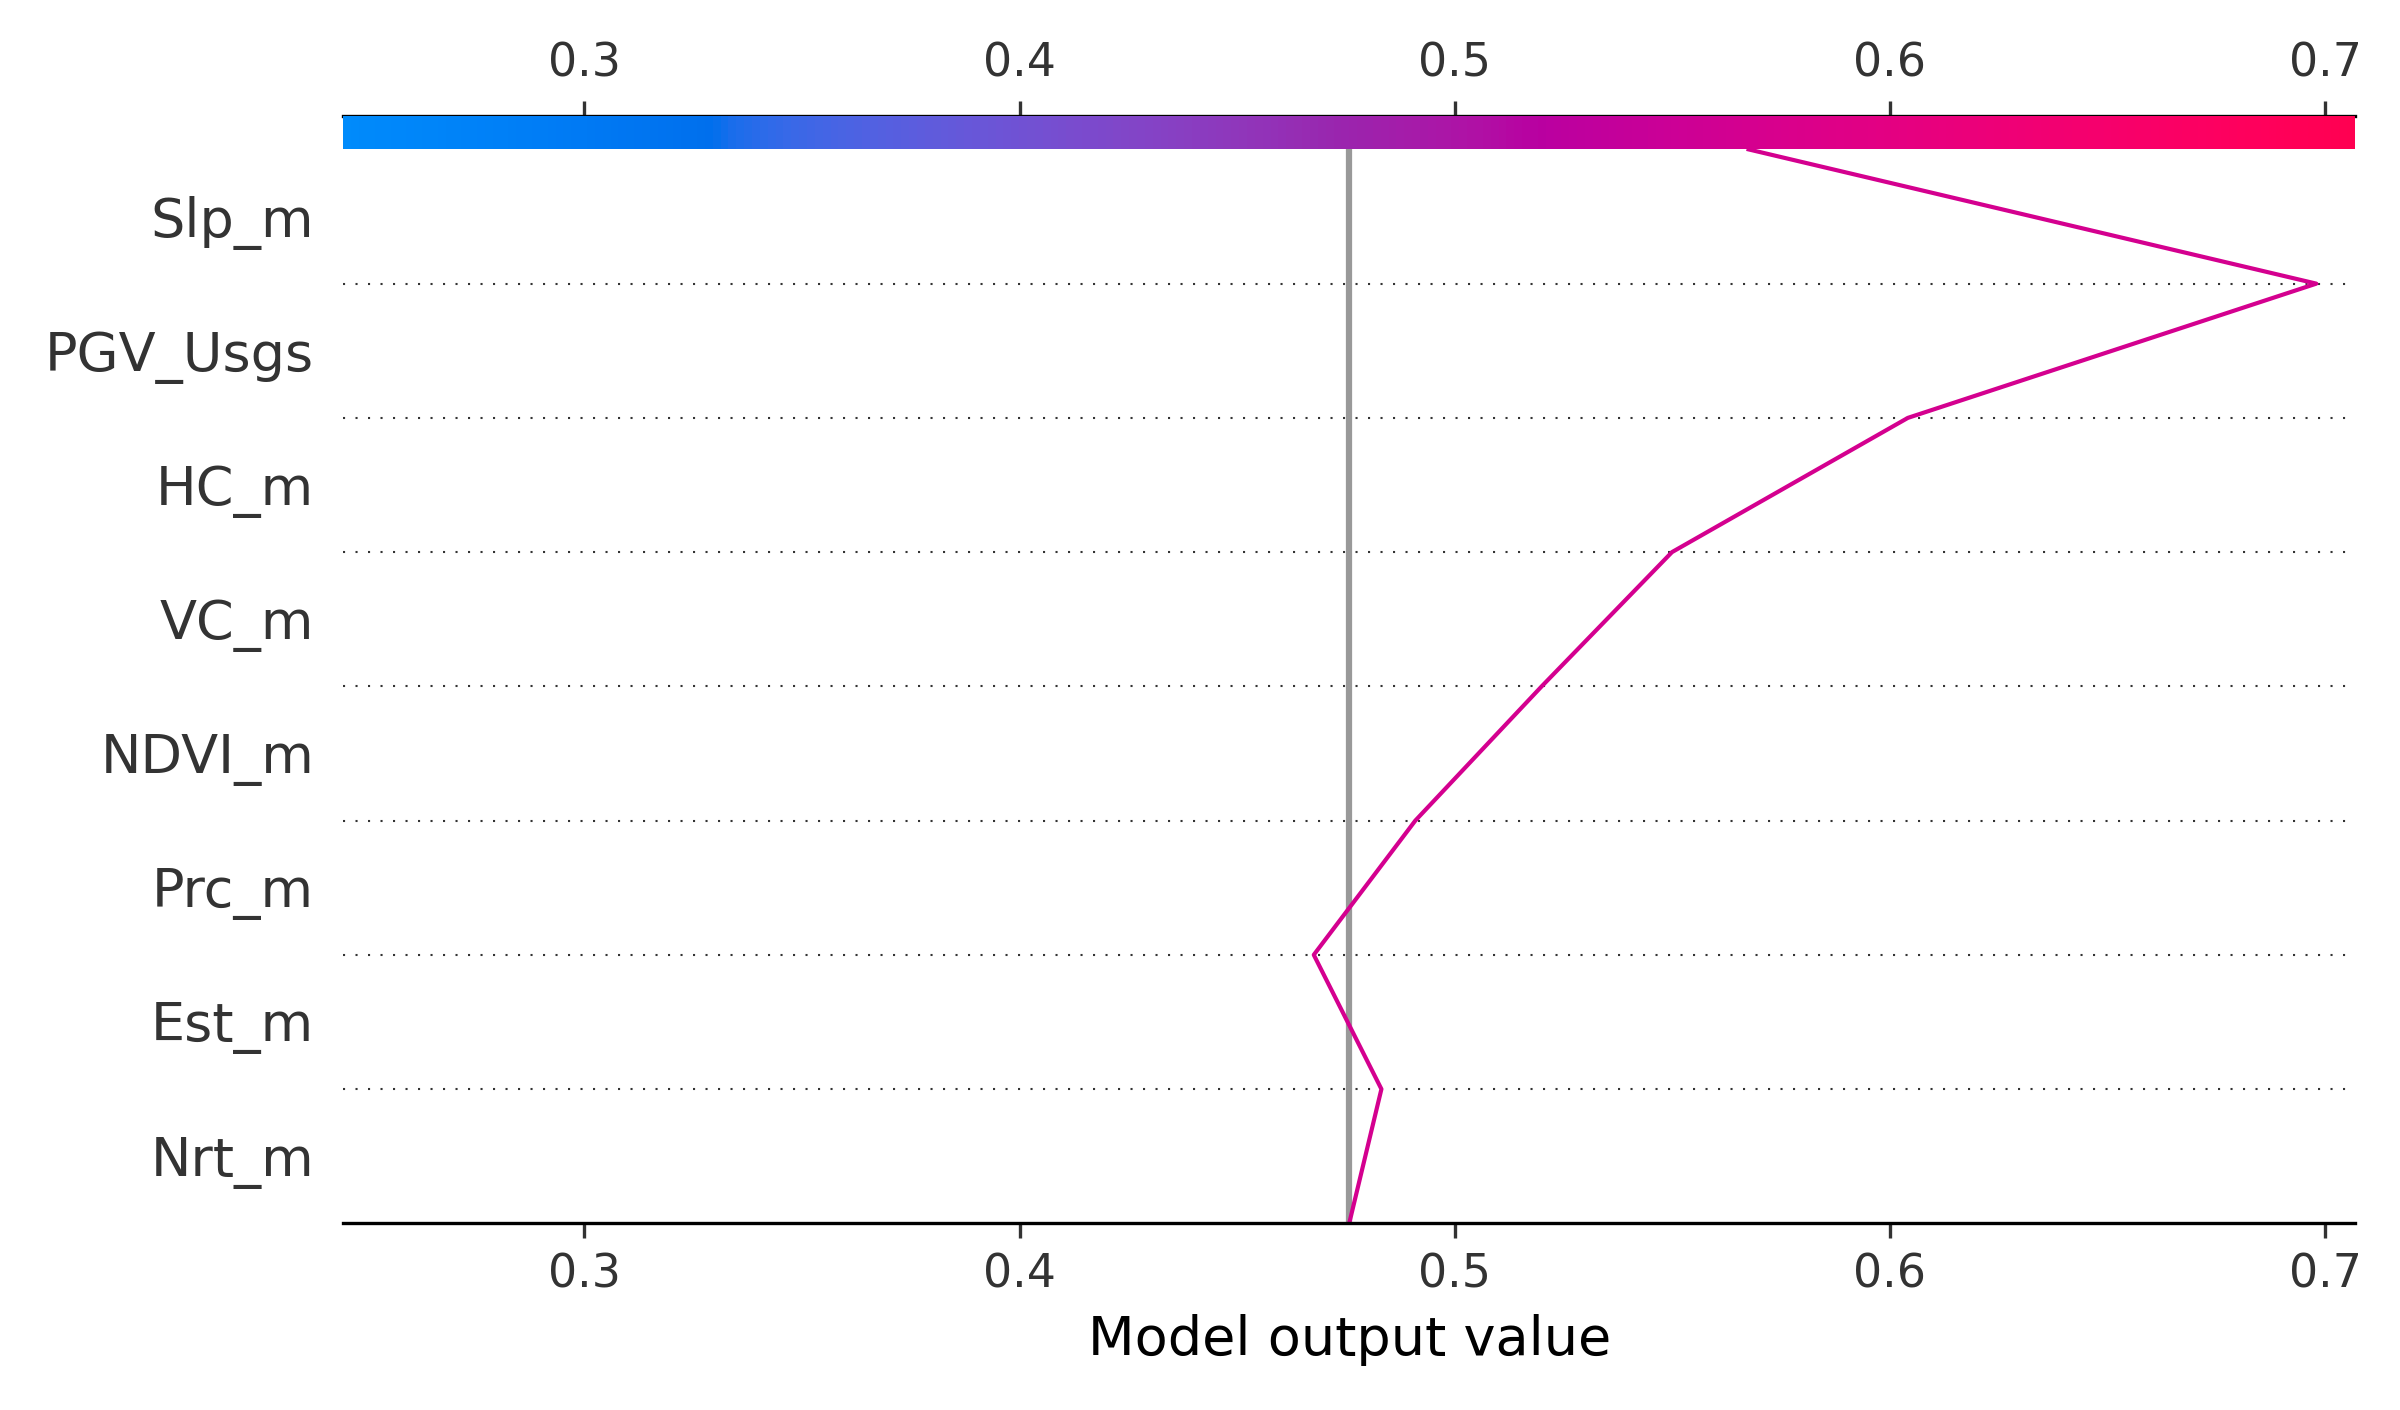 0.3 0.4 0.5 0.6 0.7
Slp_m
PGV_Usgs
HC_m
VC_m
NDVI_m
Prc_m
Est_m
Nrt_m
0.3 0.4 0.5 0.6 0.7
Model output value